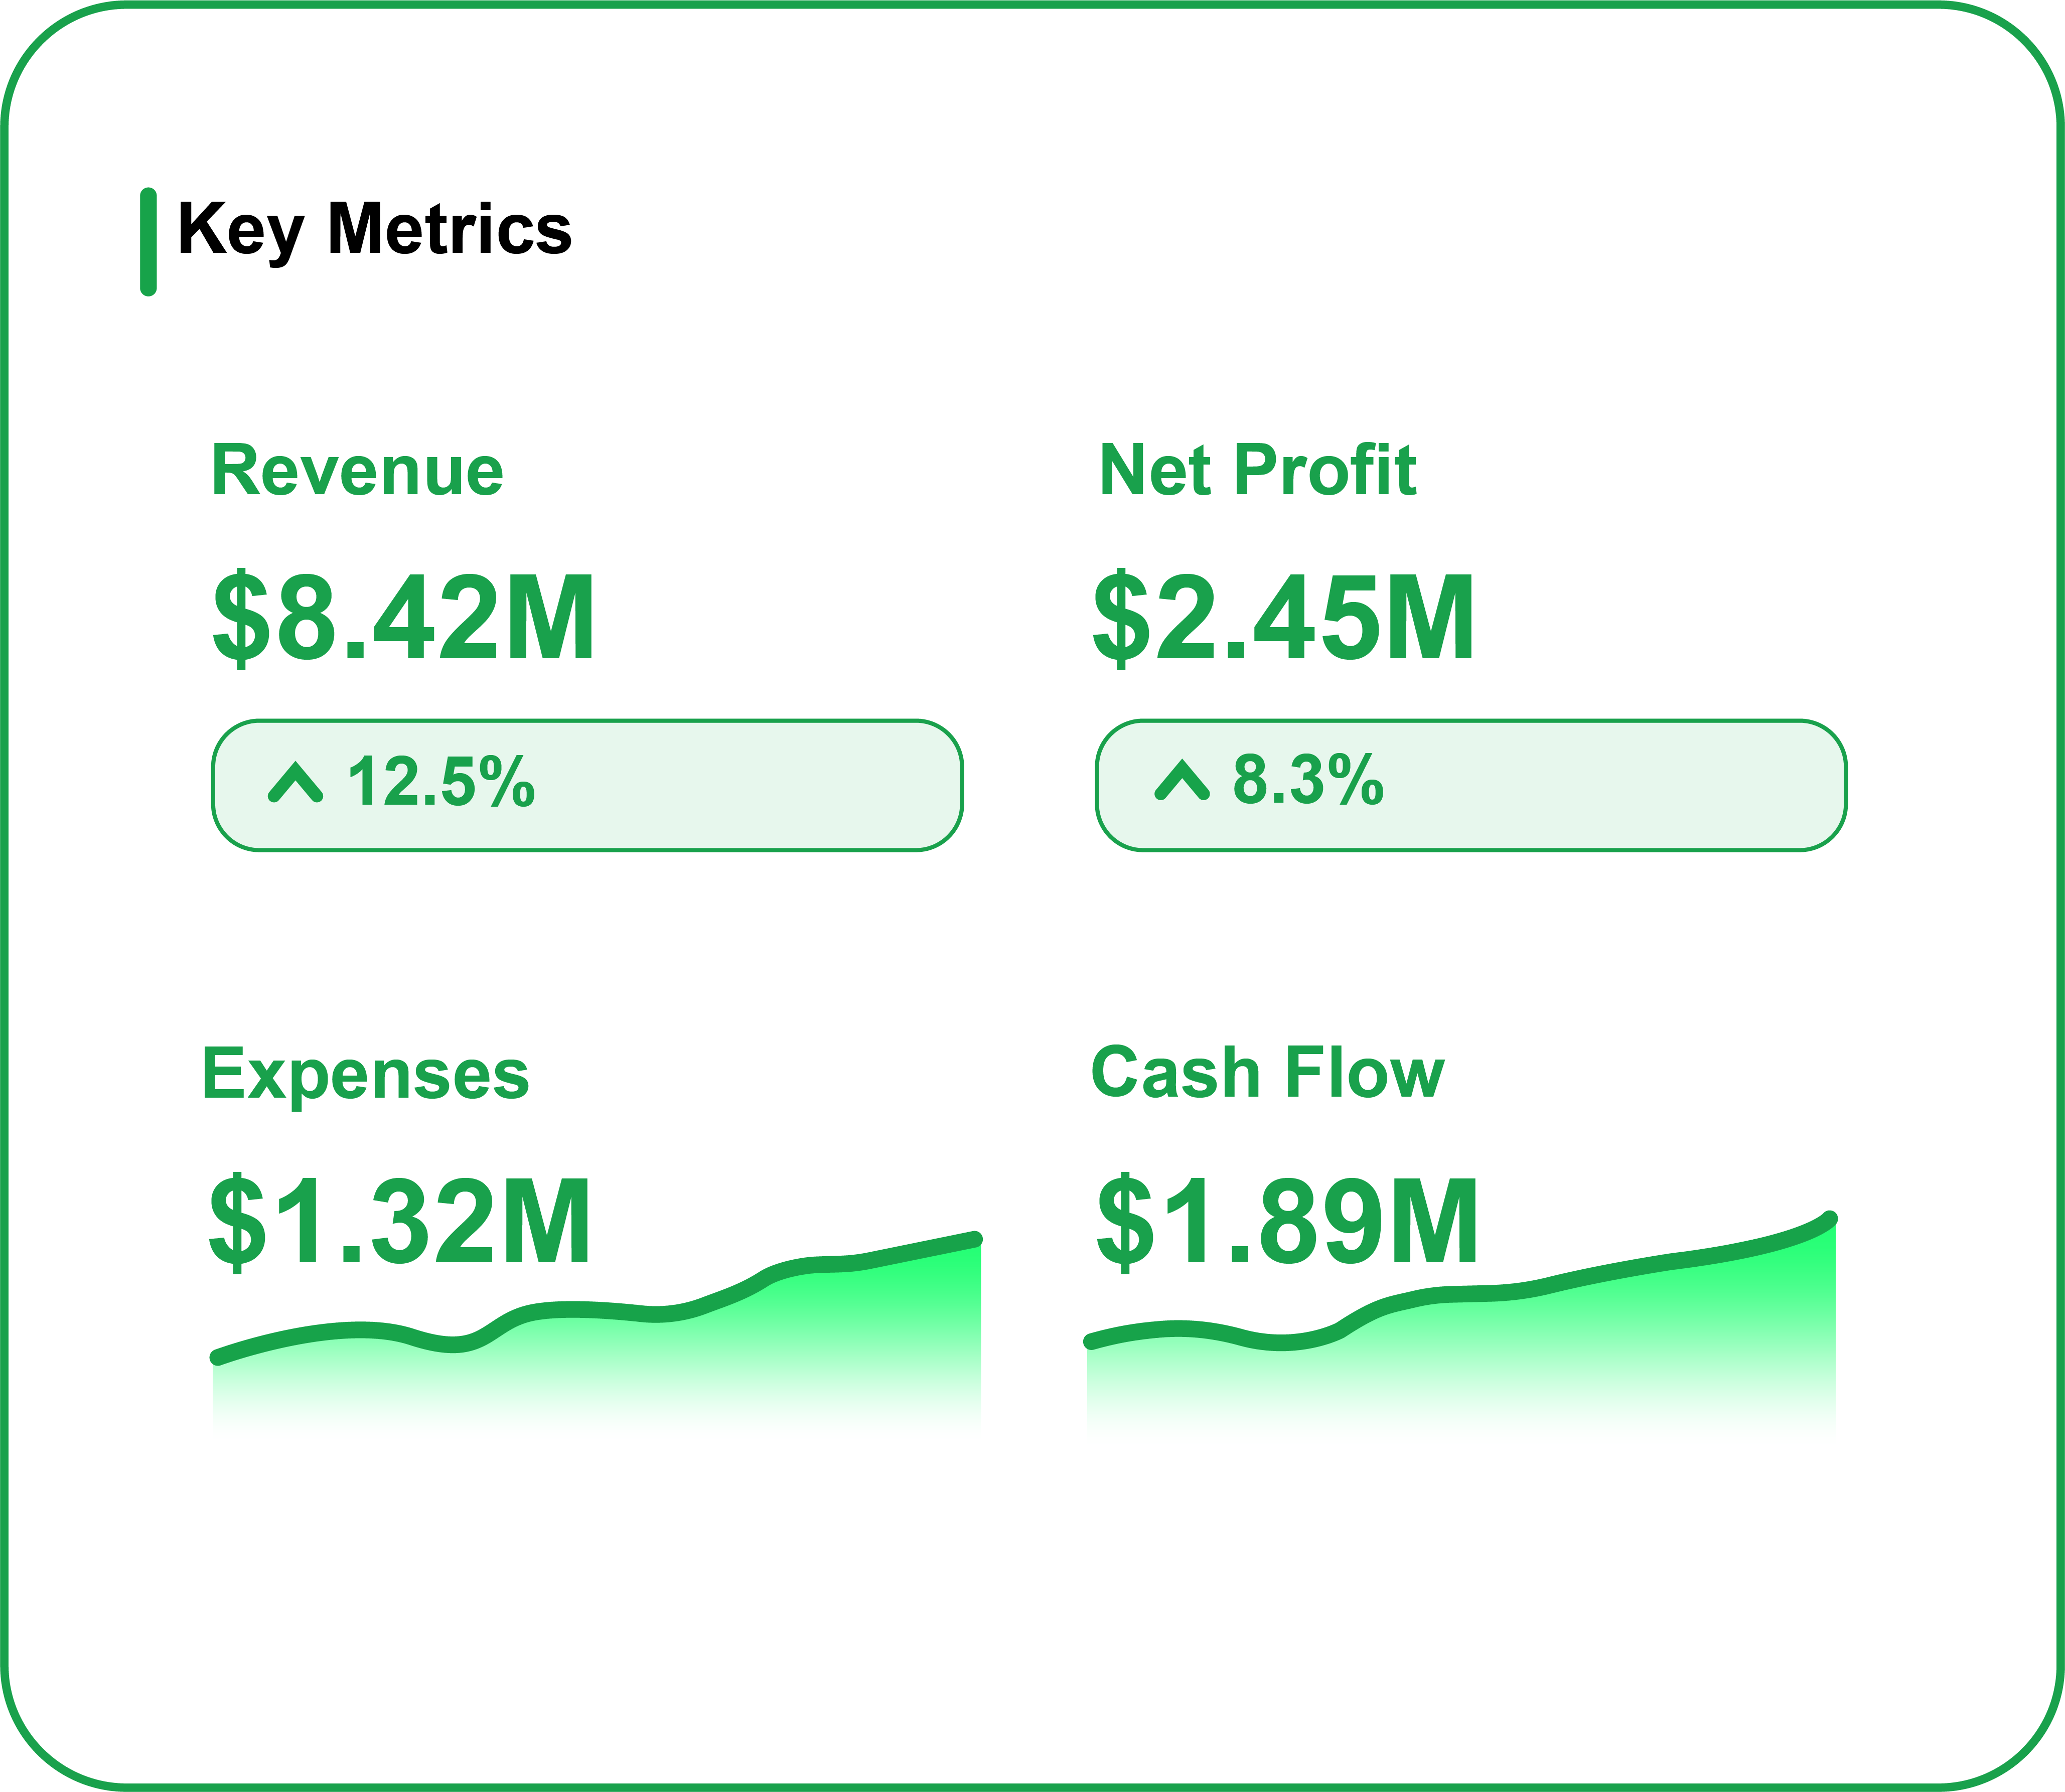 Key Metrics
Revenue
$8.42M
12.5%
Net Profit
$2.45M
8.3%
Expenses
$1.32M
Cash Flow
$1.89M